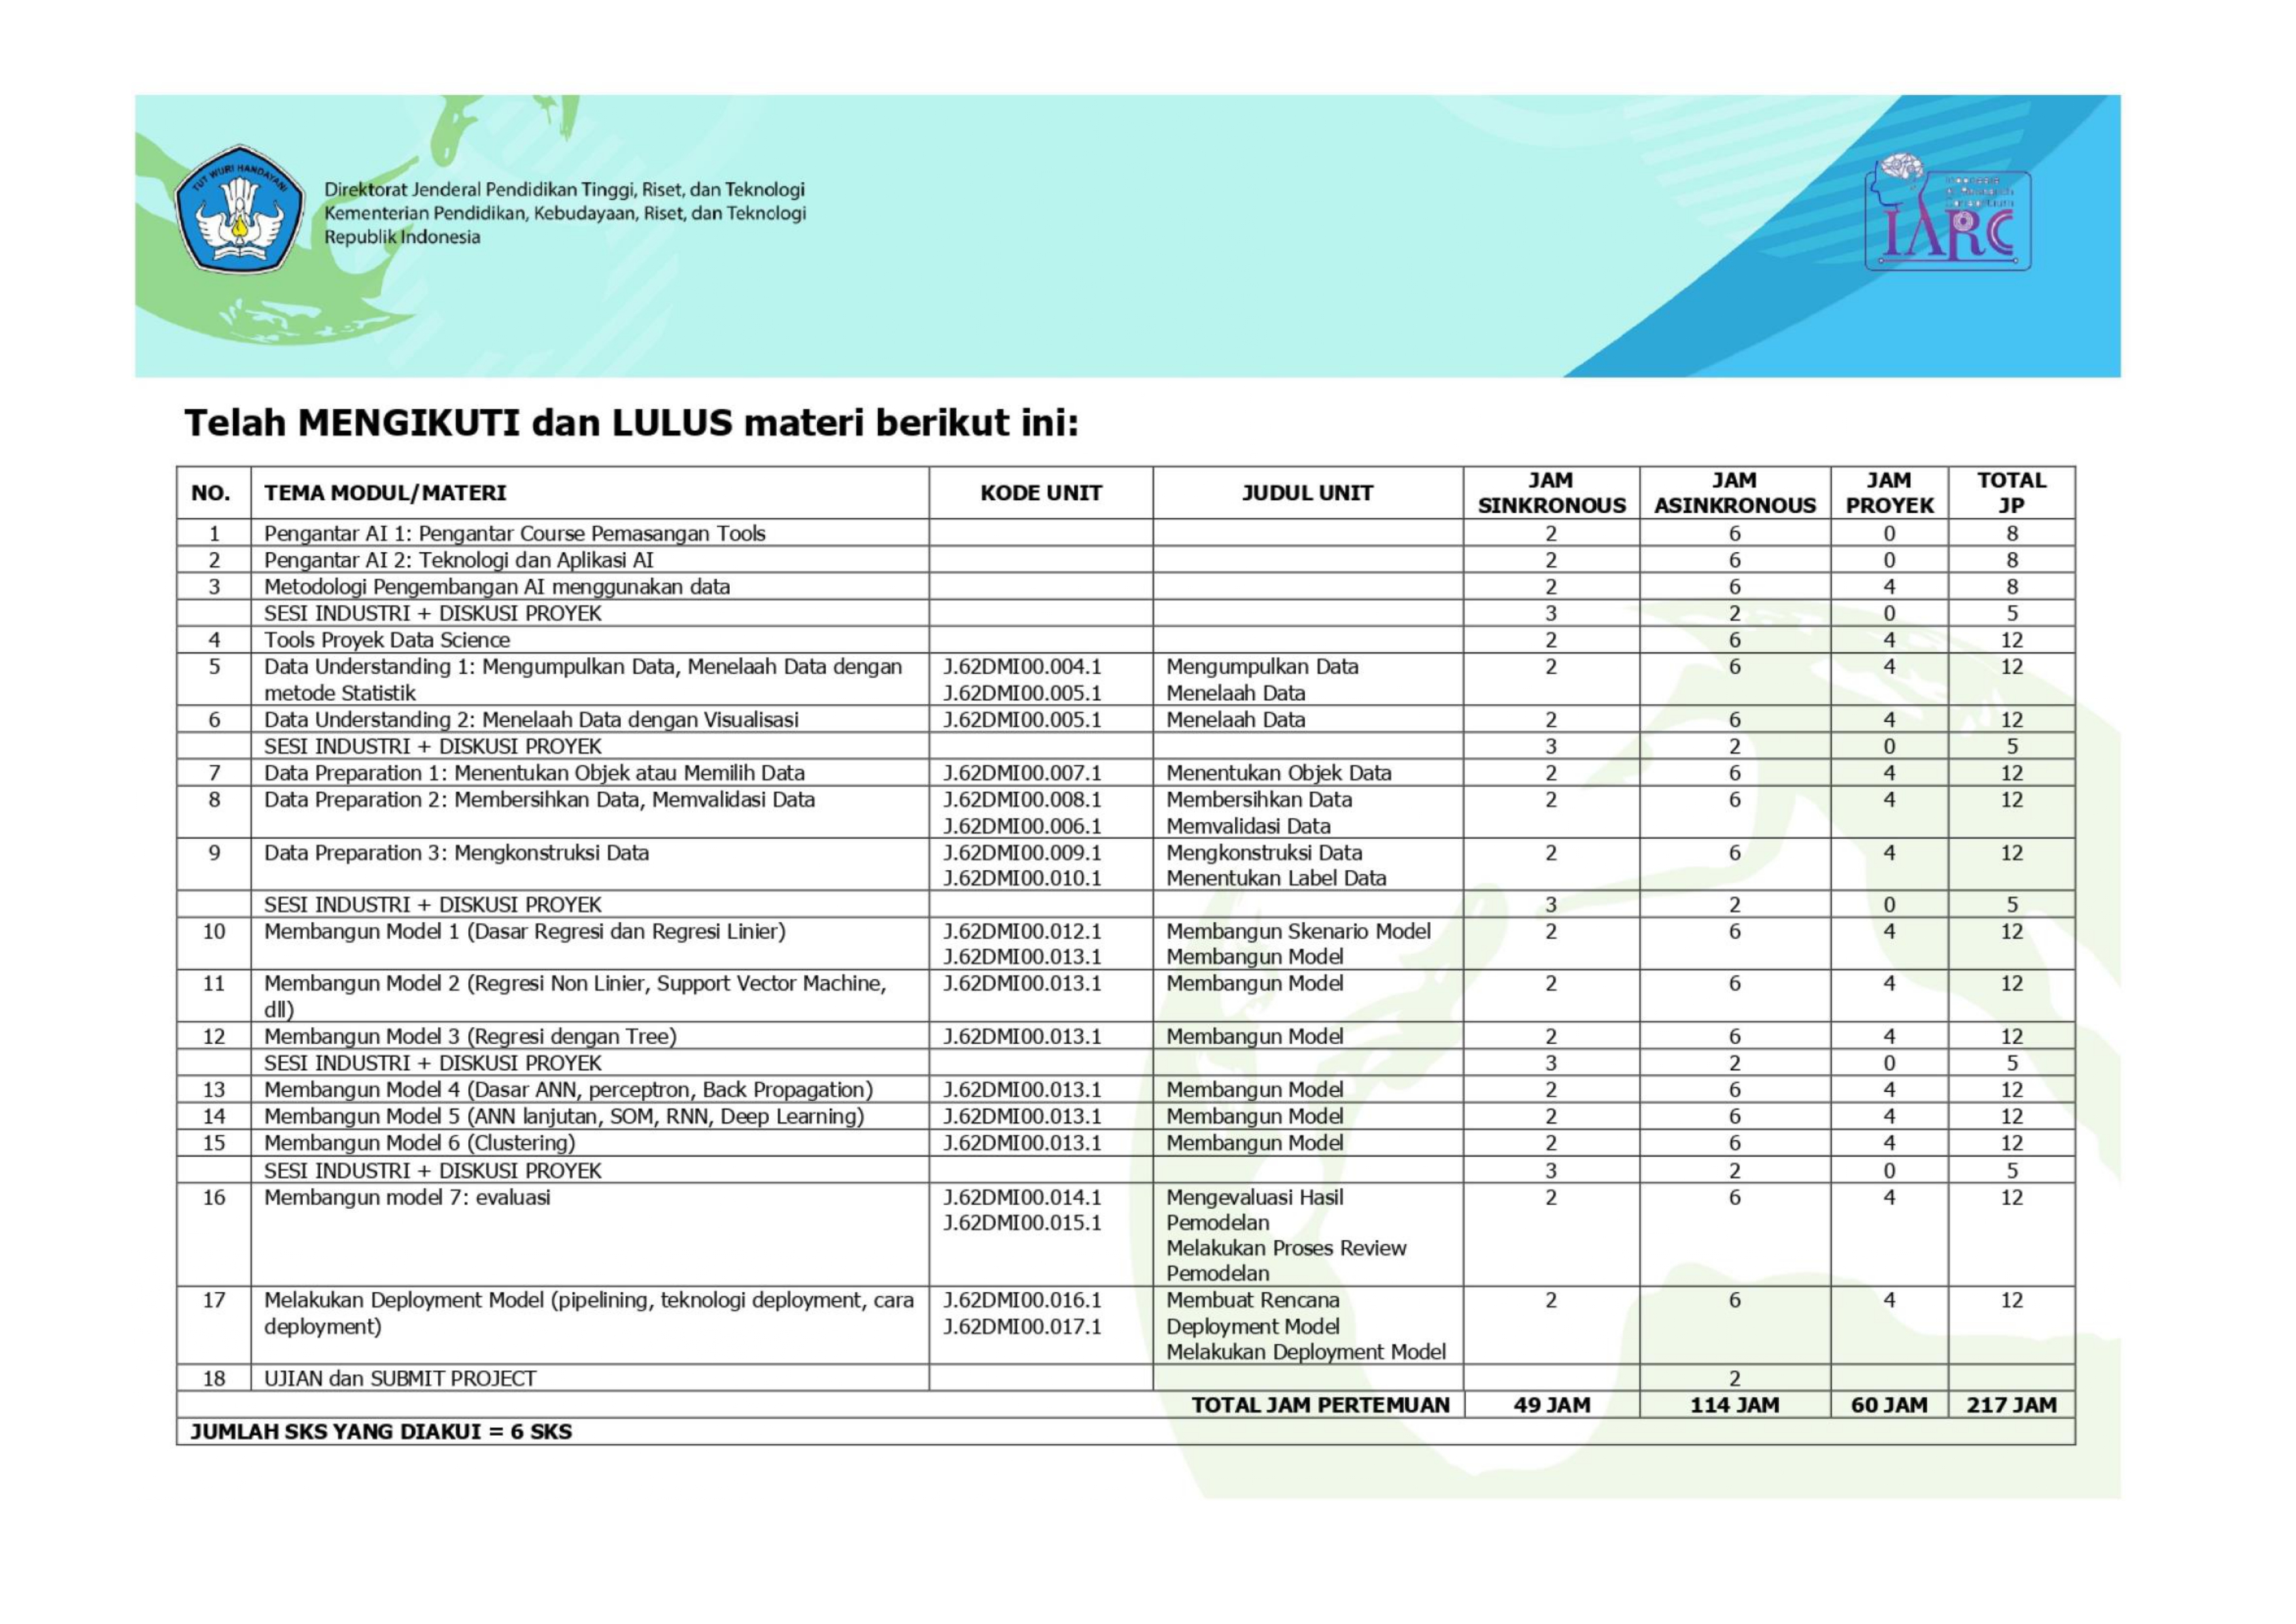 TUT WURI HANDAYANI
Direktorat Jenderal Pendidikan Tinggi, Riset, dan Teknologi
Kementerian Pendidikan, Kebudayaan, Riset, dan Teknologi
Republik Indonesia
IARC
Telah MENGIKUTI dan LULUS materi berikut ini:
NO. TEMA MODUL/MATERI KODE UNIT JUDUL UNIT JAM SINKRONOUS JAM ASINKRONOUS JAM PROYEK TOTAL JP
1 Pengantar AI 1: Pengantar Course Pemasangan Tools 2 6 0 8
2 Pengantar AI 2: Teknologi dan Aplikasi AI 2 6 0 8
3 Metodologi Pengembangan AI menggunakan data 2 6 4 8
SESI INDUSTRI + DISKUSI PROYEK 3 2 0 5
4 Tools Proyek Data Science 2 6 4 12
5 Data Understanding 1: Mengumpulkan Data, Menelaah Data dengan J.62DMI00.004.1 Mengumpulkan Data 2 6 4 12
metode Statistik J.62DMI00.005.1 Menelaah Data
6 Data Understanding 2: Menelaah Data dengan Visualisasi J.62DMI00.005.1 Menelaah Data 2 6 4 12
SESI INDUSTRI + DISKUSI PROYEK 3 2 0 5
7 Data Preparation 1: Menentukan Objek atau Memilih Data J.62DMI00.007.1 Menentukan Objek Data 2 6 4 12
8 Data Preparation 2: Membersihkan Data, Memvalidasi Data J.62DMI00.008.1 Membersihkan Data 2 6 4 12
J.62DMI00.006.1 Memvalidasi Data
9 Data Preparation 3: Mengkonstruksi Data J.62DMI00.009.1 Mengkonstruksi Data 2 6 4 12
J.62DMI00.010.1 Menentukan Label Data
SESI INDUSTRI + DISKUSI PROYEK 3 2 0 5
10 Membangun Model 1 (Dasar Regresi dan Regresi Linier) J.62DMI00.012.1 Membangun Skenario Model 2 6 4 12
J.62DMI00.013.1 Membangun Model
11 Membangun Model 2 (Regresi Non Linier, Support Vector Machine, J.62DMI00.013.1 Membangun Model 2 6 4 12
dll)
12 Membangun Model 3 (Regresi dengan Tree) J.62DMI00.013.1 Membangun Model 2 6 4 12
SESI INDUSTRI + DISKUSI PROYEK 3 2 0 5
13 Membangun Model 4 (Dasar ANN, perceptron, Back Propagation) J.62DMI00.013.1 Membangun Model 2 6 4 12
14 Membangun Model 5 (ANN lanjutan, SOM, RNN, Deep Learning) J.62DMI00.013.1 Membangun Model 2 6 4 12
15 Membangun Model 6 (Clustering) J.62DMI00.013.1 Membangun Model 2 6 4 12
SESI INDUSTRI + DISKUSI PROYEK 3 2 0 5
16 Membangun model 7: evaluasi J.62DMI00.014.1 Mengevaluasi Hasil 2 6 4 12
J.62DMI00.015.1 Pemodelan
Melakukan Proses Review
Pemodelan
17 Melakukan Deployment Model (pipelining, teknologi deployment, cara J.62DMI00.016.1 Membuat Rencana 2 6 4 12
deployment) J.62DMI00.017.1 Deployment Model
Melakukan Deployment Model
18 UJIAN dan SUBMIT PROJECT 2
TOTAL JAM PERTEMUAN 49 JAM 114 JAM 60 JAM 217 JAM
JUMLAH SKS YANG DIAKUI = 6 SKS